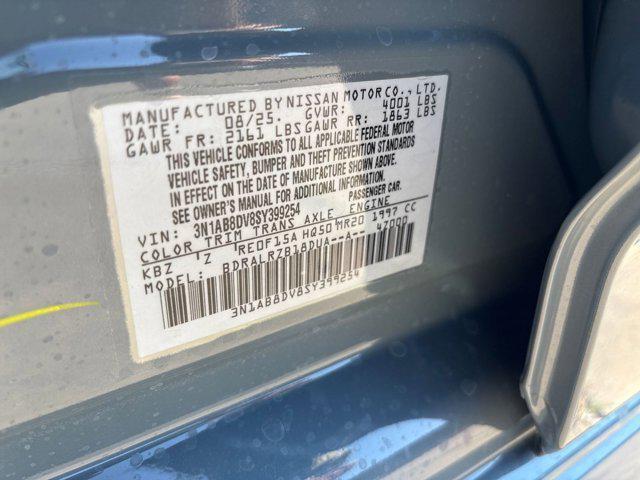 MANUFACTURED BY NISSAN MOTOR CO., LTD.
DATE: 08/25 GVWR: 4001 LBS
GAWR FR: 2161 LBS GAWR RR: 1863 LBS
THIS VEHICLE CONFORMS TO ALL APPLICABLE FEDERAL MOTOR
VEHICLE SAFETY, BUMPER AND THEFT PREVENTION STANDARDS
IN EFFECT ON THE DATE OF MANUFACTURE SHOWN ABOVE.
SEE OWNER'S MANUAL FOR ADDITIONAL INFORMATION.
VIN: 3N1AB8DV8SY399254 PASSENGER CAR
COLOR TRIM TRANS AXLE ENGINE
KBZ Z RE0F15A HQ50 MR20 1997 CC
MODEL: BDRALRZB18DUA--A-- 4Z000
3N1AB8DV8SY399254